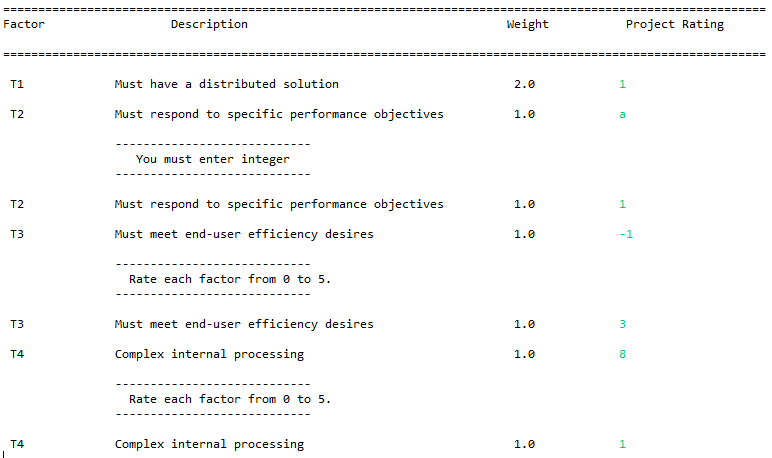 Factor Description Weight Project Rating
T1 Must have a distributed solution 2.0 1
T2 Must respond to specific performance objectives 1.0 a
You must enter integer
T2 Must respond to specific performance objectives 1.0 1
T3 Must meet end-user efficiency desires 1.0 -1
Rate each factor from 0 to 5.
T3 Must meet end-user efficiency desires 1.0 3
T4 Complex internal processing 1.0 8
Rate each factor from 0 to 5.
T4 Complex internal processing 1.0 1